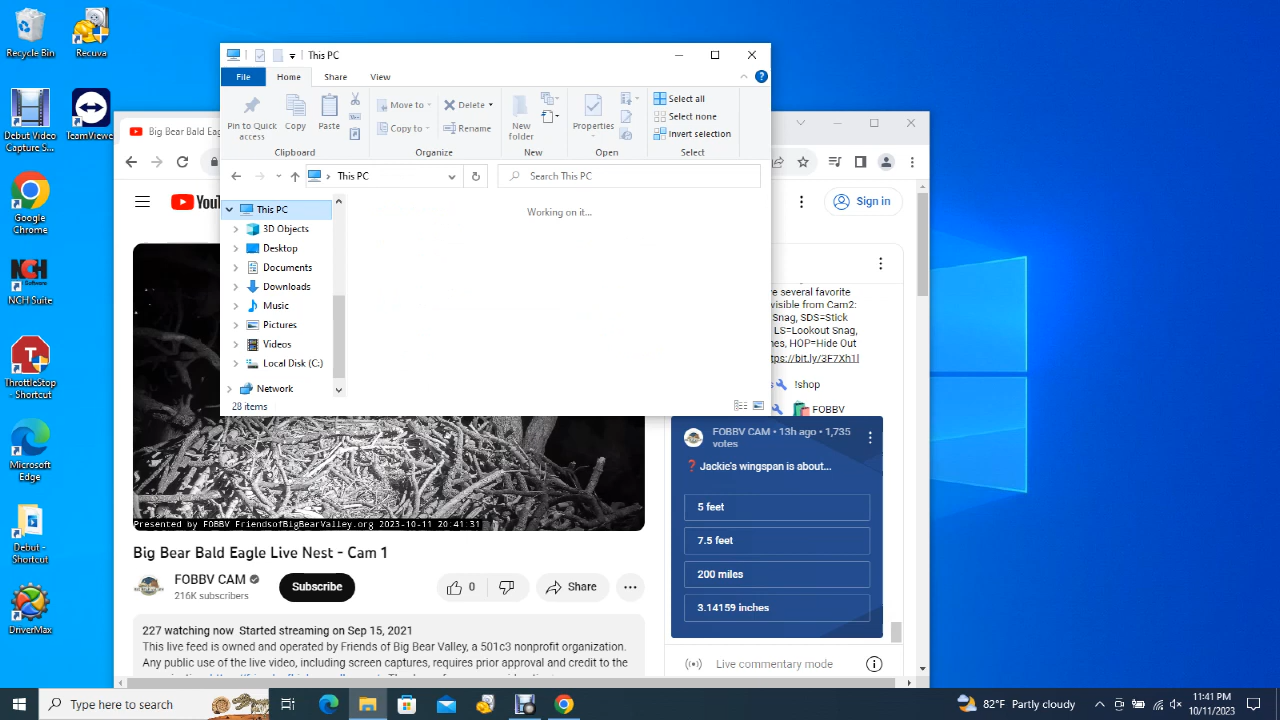 Recycle Bin
Recuva
Debut Video
Capture S...
TeamViewer
Google
Chrome
NCH
Software
NCH Suite
ThrottleStop
- Shortcut
Microsoft
Edge
Debut -
Shortcut
DriverMax
This PC
File
Home
Share
View
Pin to Quick
access
Copy
Paste
Clipboard
Move to
Copy to
Delete
Rename
Organize
New
folder
New
Properties
Open
Select all
Select none
Invert selection
Select
This PC
Search This PC
This PC
3D Objects
Desktop
Documents
Downloads
Music
Pictures
Videos
Local Disk (C:)
Network
Working on it...
28 items
Big Bear Bald Eag
You
Sign in
e several favorite
visible from Cam2:
Snag, SDS=Stick
LS=Lookout Snag,
nes, HOP=Hide Out
tps://bit.ly/3F7Xh1l
!shop
FOBBV
FOBBV CAM • 13h ago • 1,735
votes
❓Jackie's wingspan is about...
5 feet
7.5 feet
200 miles
3.14159 inches
Live commentary mode
Presented by FOBBV FriendsofBigBearValley.org 2023-10-11 20:41:31
Big Bear Bald Eagle Live Nest - Cam 1
FOBBV CAM
216K subscribers
Subscribe
0
Share
227 watching now Started streaming on Sep 15, 2021
This live feed is owned and operated by Friends of Big Bear Valley, a 501c3 nonprofit organization.
Any public use of the live video, including screen captures, requires prior approval and credit to the
Type here to search
82°F Partly cloudy
11:41 PM
10/11/2023